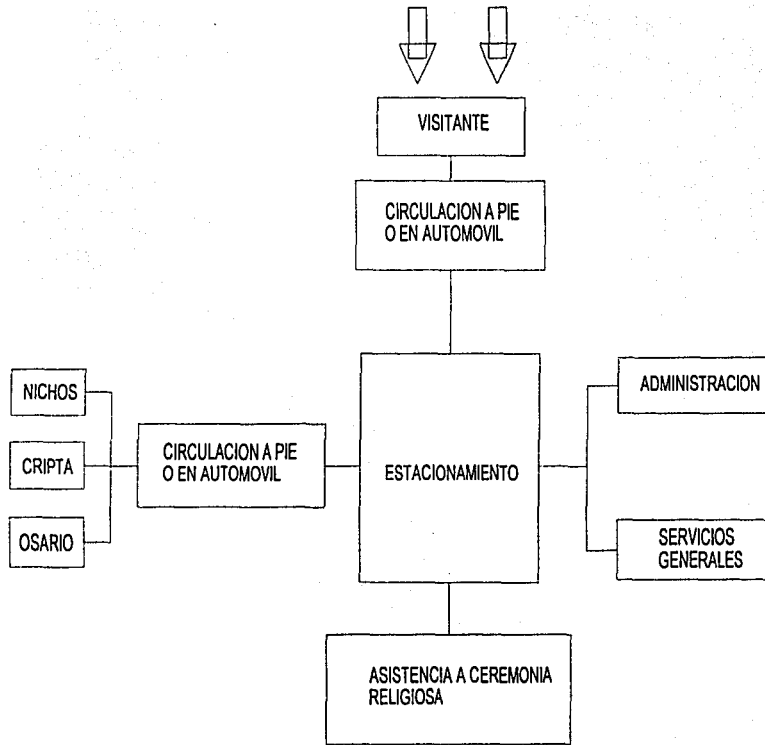 VISITANTE
CIRCULACION A PIE
O EN AUTOMOVIL
NICHOS
CRIPTA
OSARIO
CIRCULACION A PIE
O EN AUTOMOVIL
ESTACIONAMIENTO
ADMINISTRACION
SERVICIOS
GENERALES
ASISTENCIA A CEREMONIA
RELIGIOSA